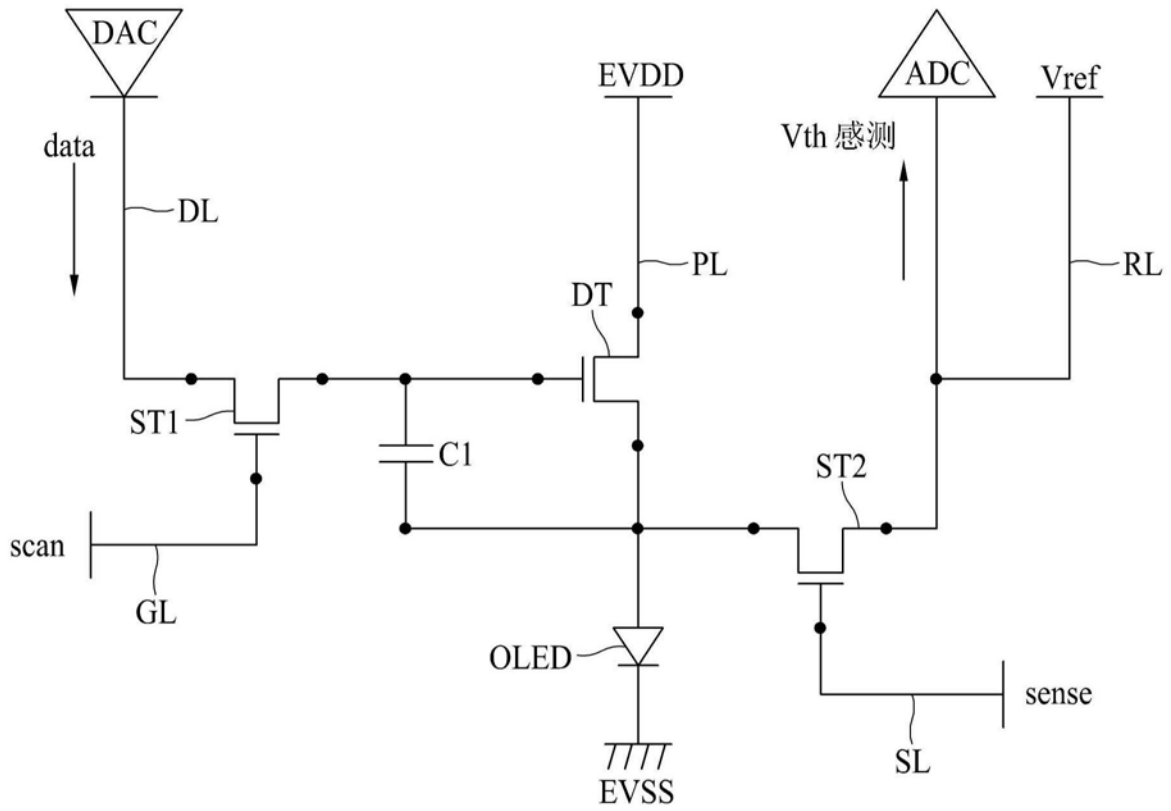 DAC
EVDD
ADC
Vref
data
Vth 感测
DL
PL
RL
DT
ST1
C1
ST2
scan
GL
OLED
sense
SL
EVSS